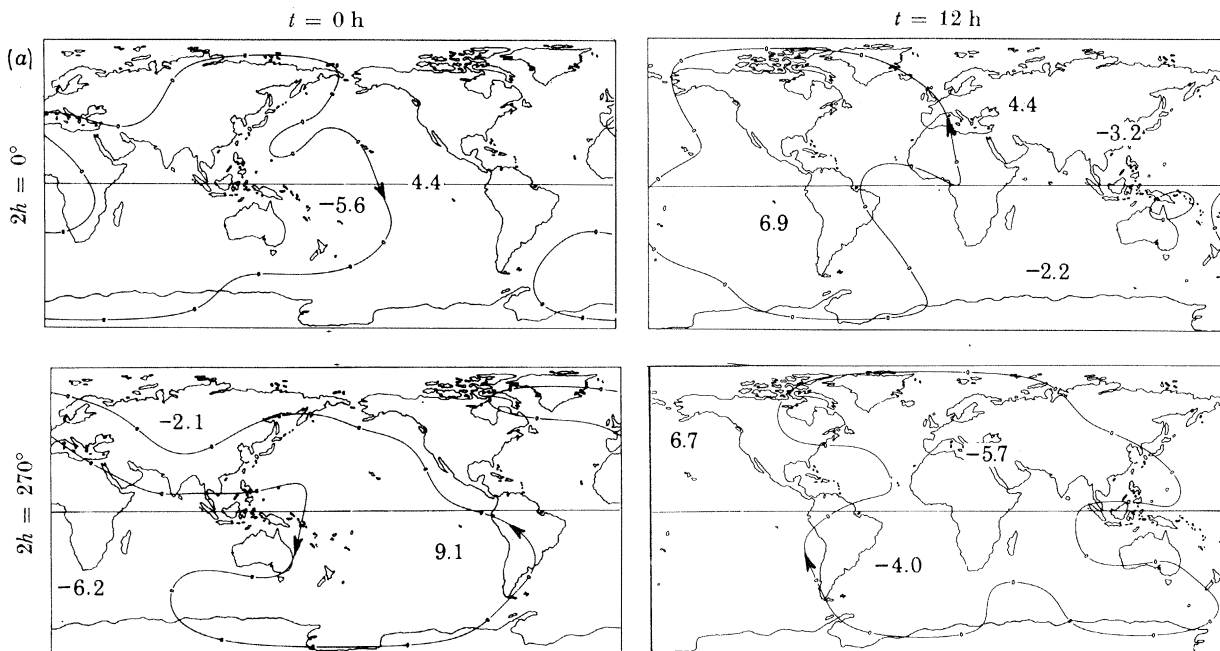 t = 0 h
t = 12 h
(a)
2h = 0°
-5.6
4.4
6.9
4.4
-3.2
-2.2
2h = 270°
-2.1
-6.2
9.1
6.7
-5.7
-4.0